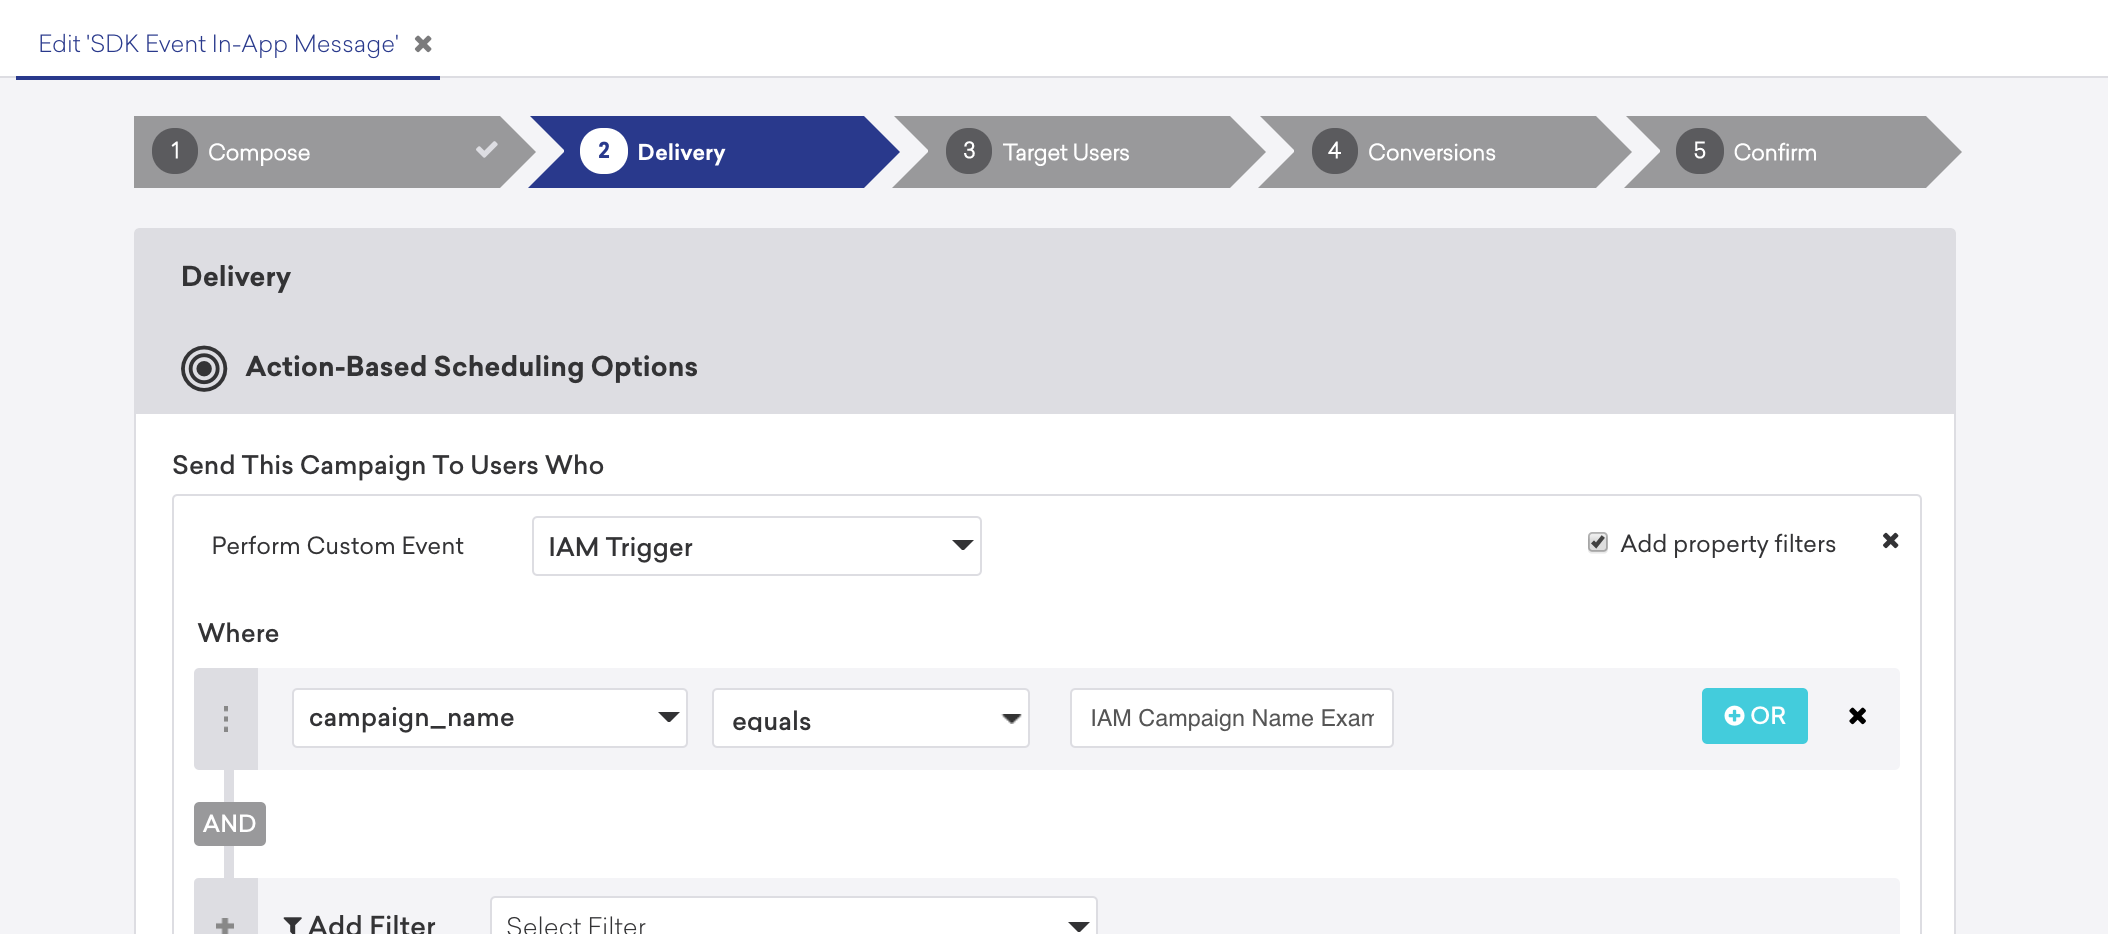 Edit 'SDK Event In-App Message'
1 Compose
2 Delivery
3 Target Users
4 Conversions
5 Confirm
Delivery
Action-Based Scheduling Options
Send This Campaign To Users Who
Perform Custom Event
IAM Trigger
Add property filters
Where
campaign_name
equals
IAM Campaign Name Exam
OR
AND
Add Filter
Select Filter